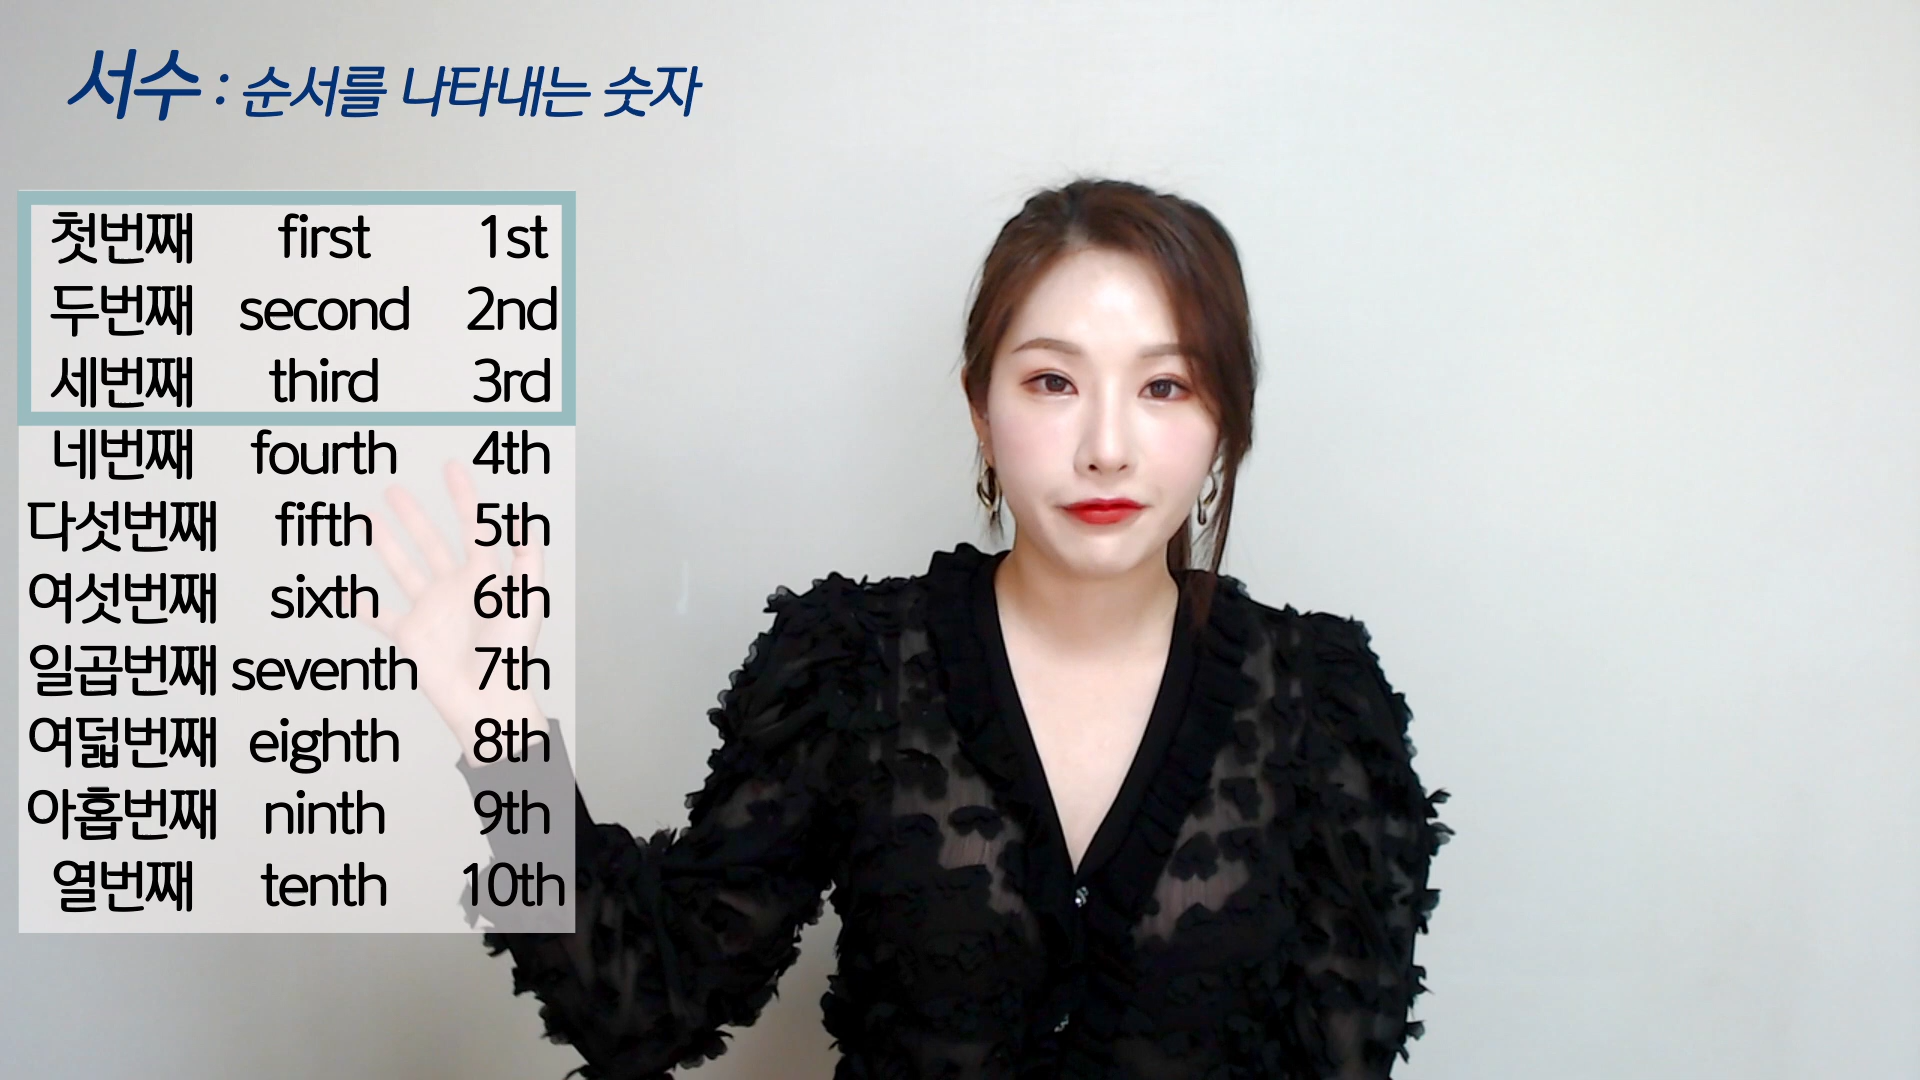 서수 : 순서를 나타내는 숫자
첫번째 first 1st
두번째 second 2nd
세번째 third 3rd
네번째 fourth 4th
다섯번째 fifth 5th
여섯번째 sixth 6th
일곱번째 seventh 7th
여덟번째 eighth 8th
아홉번째 ninth 9th
열번째 tenth 10th